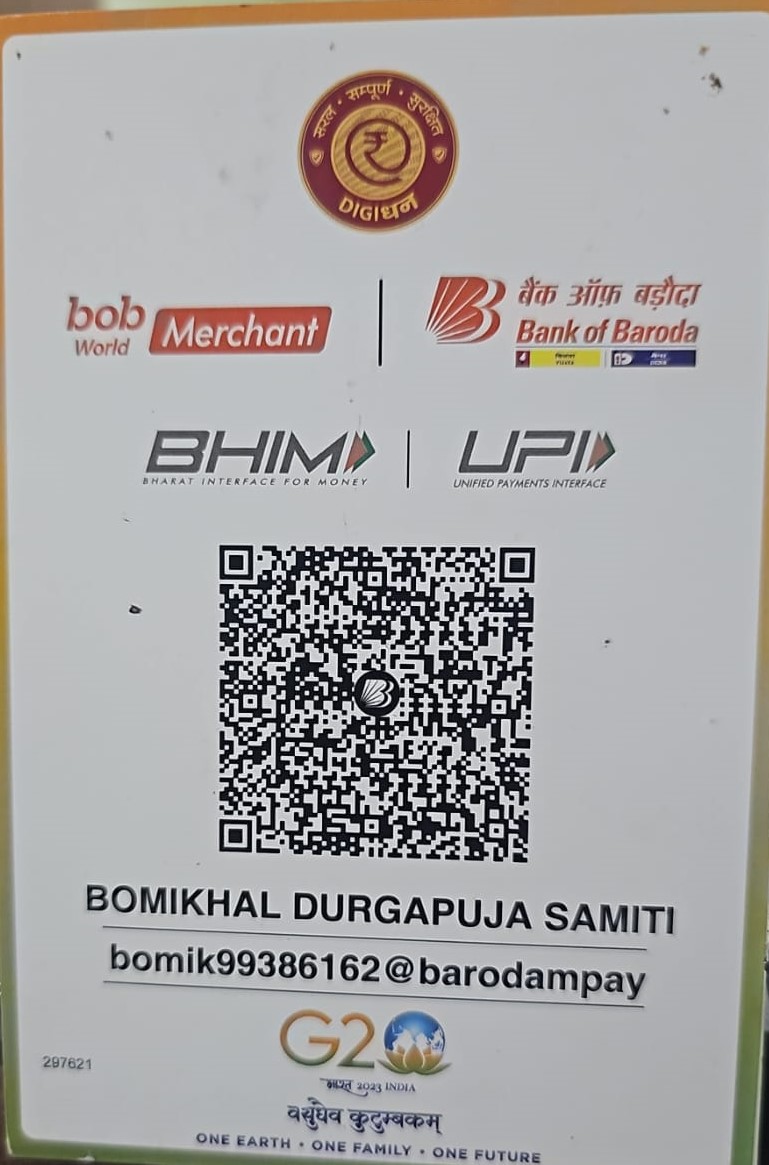 सरल • सम्पूर्ण • सुरक्षित
₹
DIGIधन
bob
World
Merchant
बैंक ऑफ़ बड़ौदा
Bank of Baroda
BHIM
BHARAT INTERFACE FOR MONEY
UPI
UNIFIED PAYMENTS INTERFACE
BOMIKHAL DURGAPUJA SAMITI
bomik99386162@barodampay
G20
297621
भारत 2023 INDIA
वसुधैव कुटुम्बकम्
ONE EARTH • ONE FAMILY • ONE FUTURE